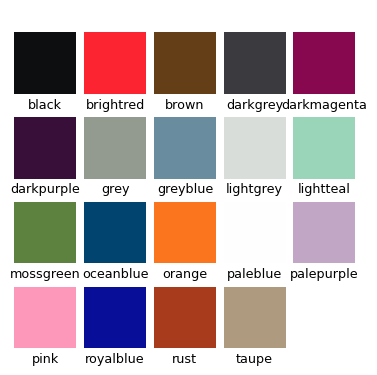 black brightred brown darkgrey darkmagenta
darkpurple grey greyblue lightgrey lightteal
mossgreen oceanblue orange paleblue palepurple
pink royalblue rust taupe